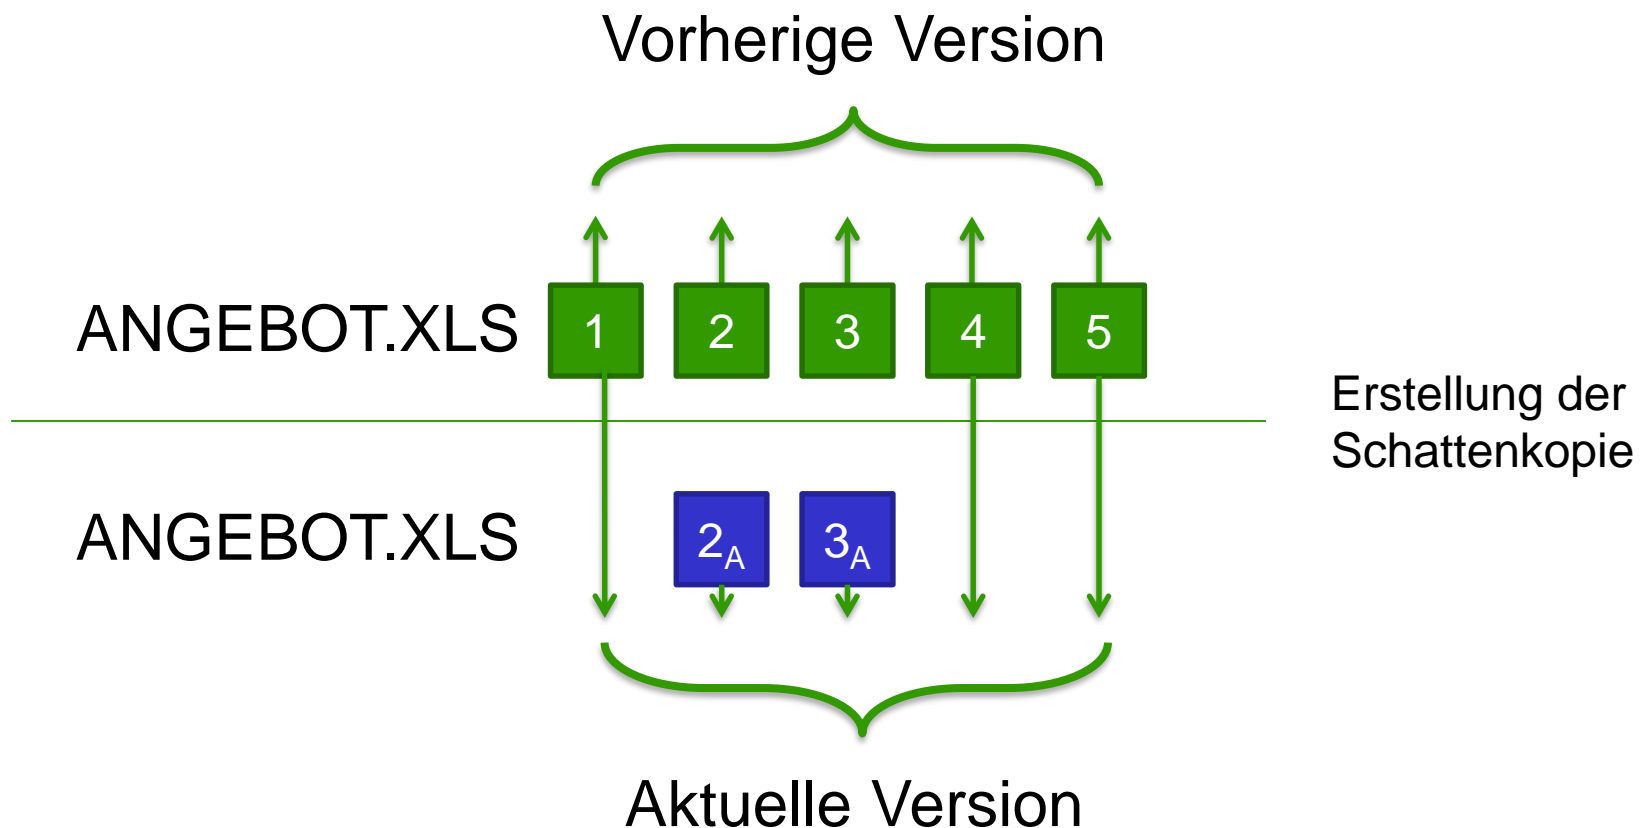 Vorherige Version
ANGEBOT.XLS 1 2 3 4 5
Erstellung der
Schattenkopie
ANGEBOT.XLS 2A 3A
Aktuelle Version